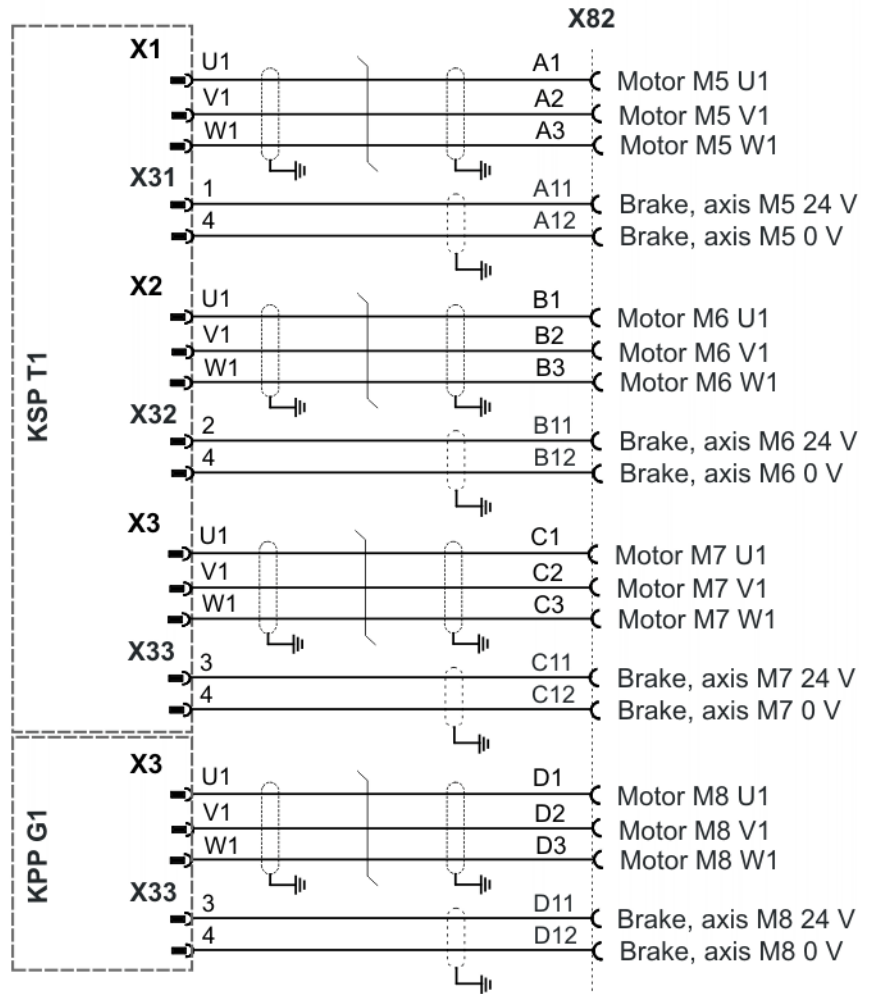 X82
X1
U1 A1 Motor M5 U1
V1 A2 Motor M5 V1
W1 A3 Motor M5 W1
X31
1 A11 Brake, axis M5 24 V
4 A12 Brake, axis M5 0 V
X2
U1 B1 Motor M6 U1
V1 B2 Motor M6 V1
W1 B3 Motor M6 W1
KSP T1
X32
2 B11 Brake, axis M6 24 V
4 B12 Brake, axis M6 0 V
X3
U1 C1 Motor M7 U1
V1 C2 Motor M7 V1
W1 C3 Motor M7 W1
X33
3 C11 Brake, axis M7 24 V
4 C12 Brake, axis M7 0 V
X3
U1 D1 Motor M8 U1
V1 D2 Motor M8 V1
W1 D3 Motor M8 W1
KPP G1
X33
3 D11 Brake, axis M8 24 V
4 D12 Brake, axis M8 0 V